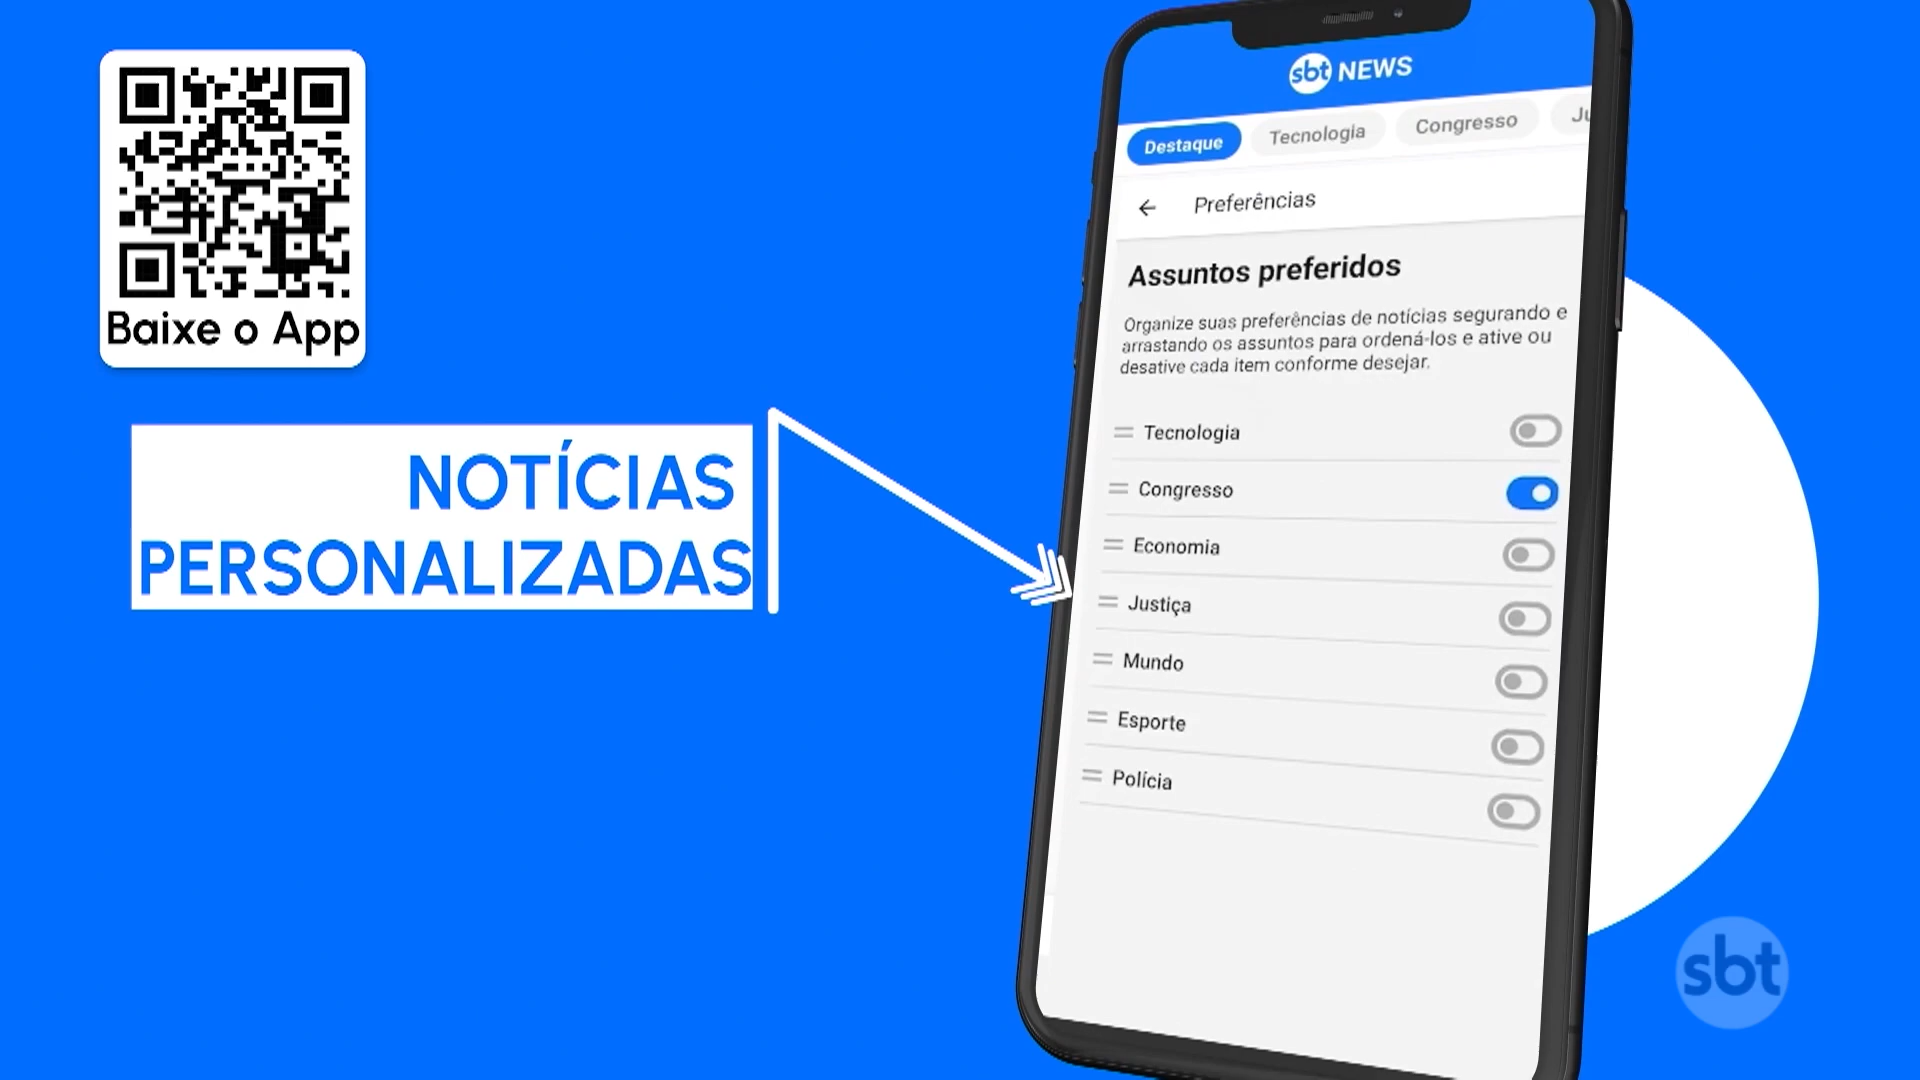 Baixe o App
NOTÍCIAS
PERSONALIZADAS
sbt NEWS
Destaque Tecnologia Congresso Ju
Preferências
Assuntos preferidos
Organize suas preferências de notícias segurando e
arrastando os assuntos para ordená-los e ative ou
desative cada item conforme desejar.
Tecnologia
Congresso
Economia
Justiça
Mundo
Esporte
Polícia
sbt